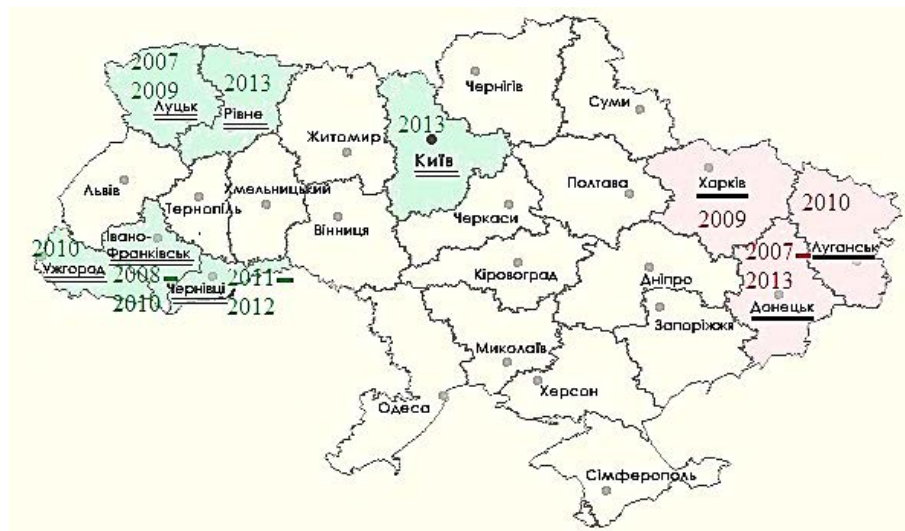 2007
2009
Луцьк
2013
Рівне
Житомир
2013
Київ
Чернігів
Суми
Львів
Тернопіль
Хмельницький
Вінниця
Черкаси
Полтава
Харків
2009
2010
Луганськ
2007
2013
Донецьк
2010
Ужгород
Івано-
Франківськ
2008
2010
Чернівці
2011
2012
Кіровоград
Дніпро
Запоріжжя
Миколаїв
Одеса
Херсон
Сімферополь